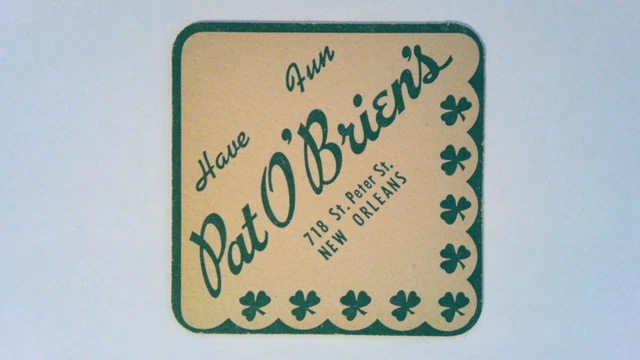 Have Fun
Pat O'Brien's
718 St. Peter St.
NEW ORLEANS